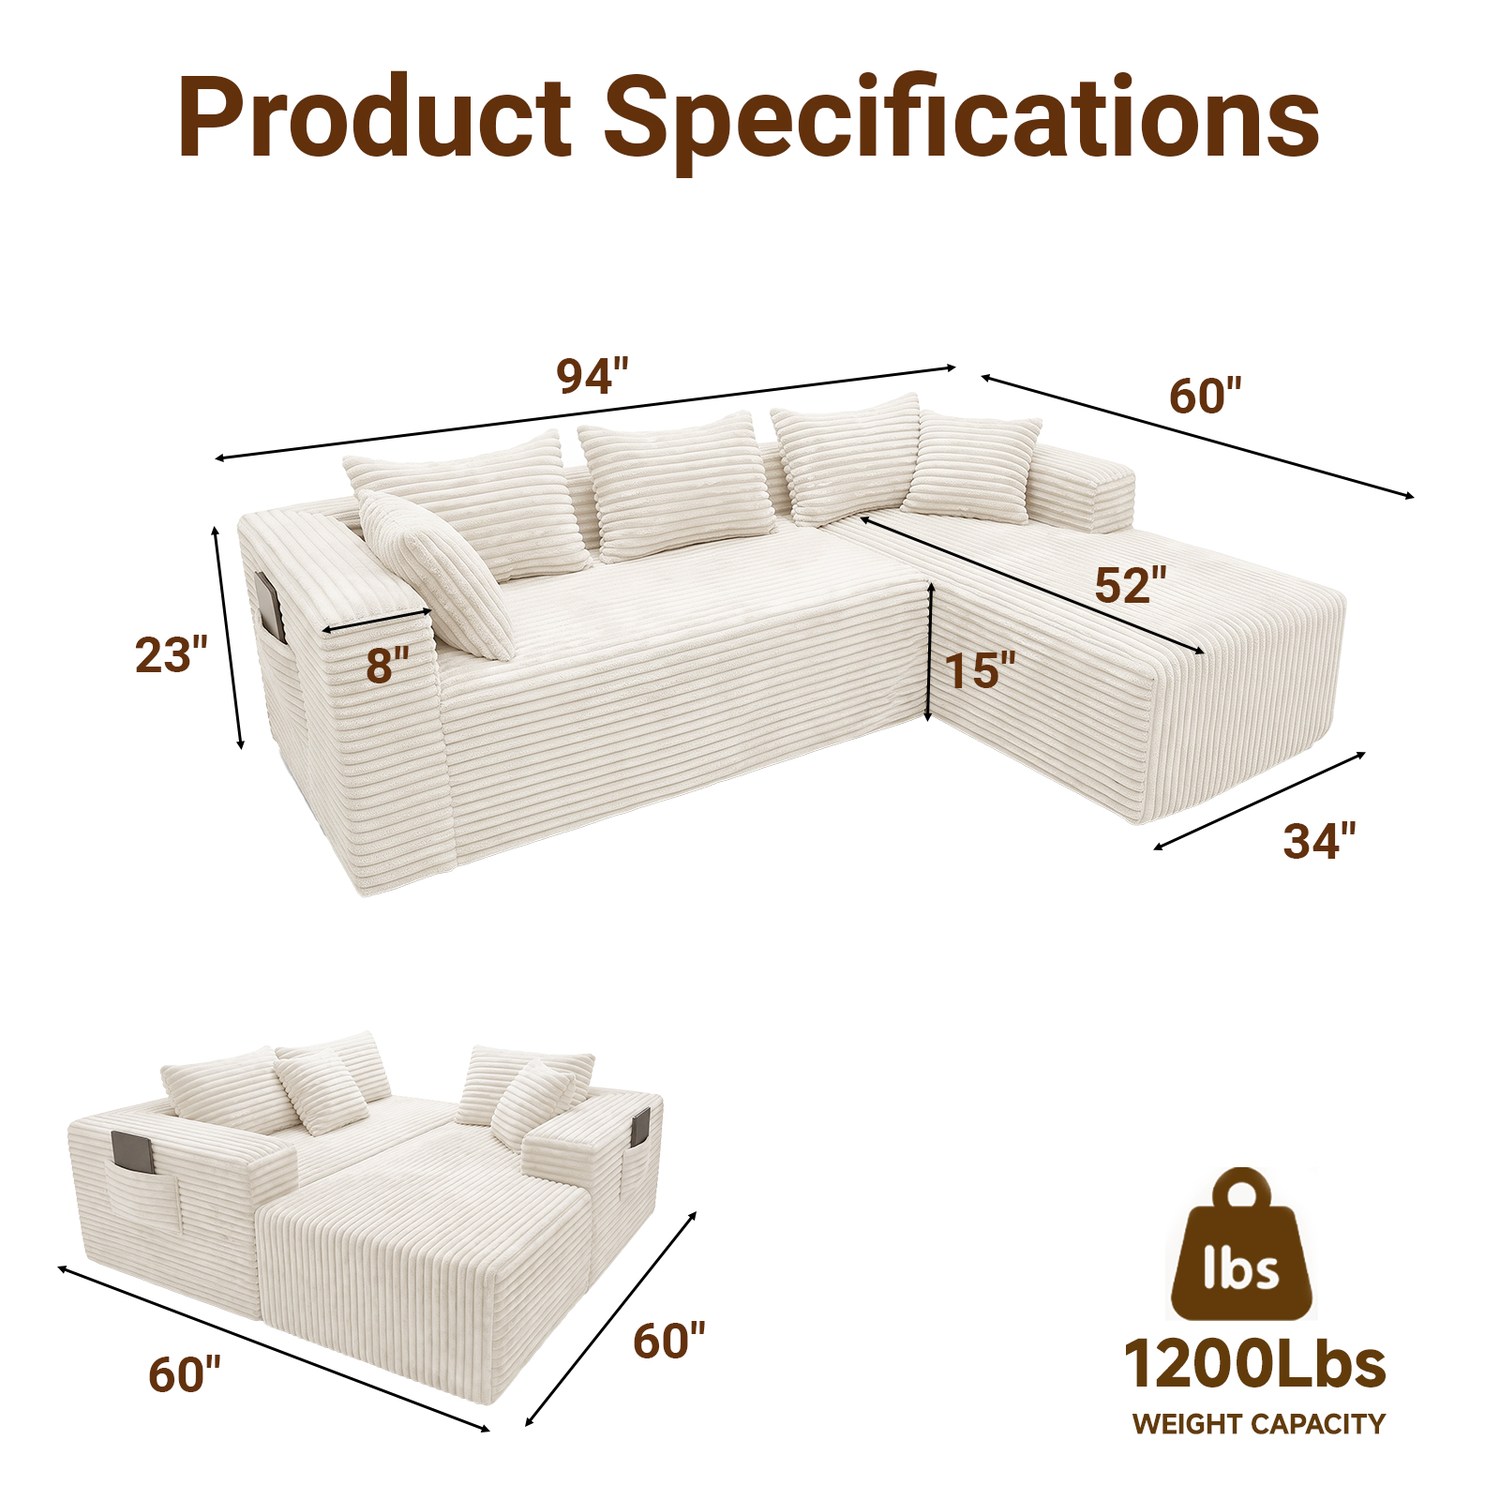 Product Specifications
94"
60"
52"
23"
8"
15"
34"
60"
60"
lbs
1200Lbs
WEIGHT CAPACITY